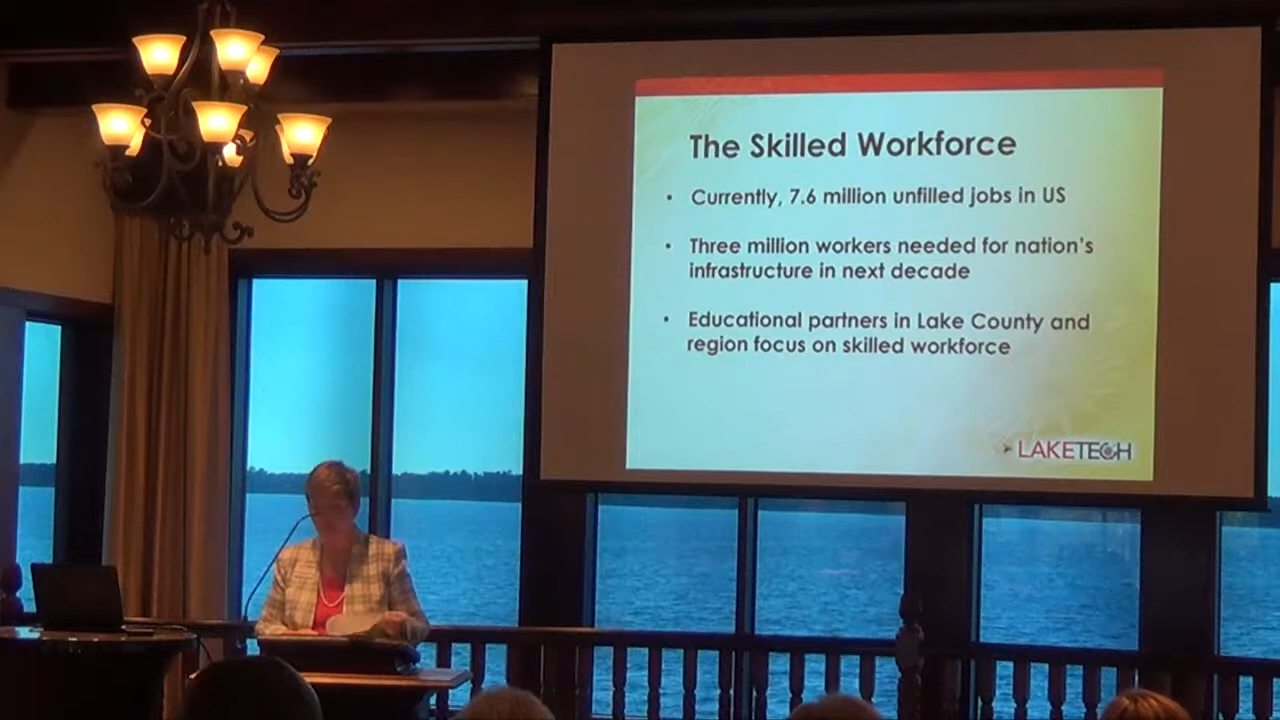 The Skilled Workforce
• Currently, 7.6 million unfilled jobs in US
• Three million workers needed for nation's
infrastructure in next decade
• Educational partners in Lake County and
region focus on skilled workforce
LAKETECH